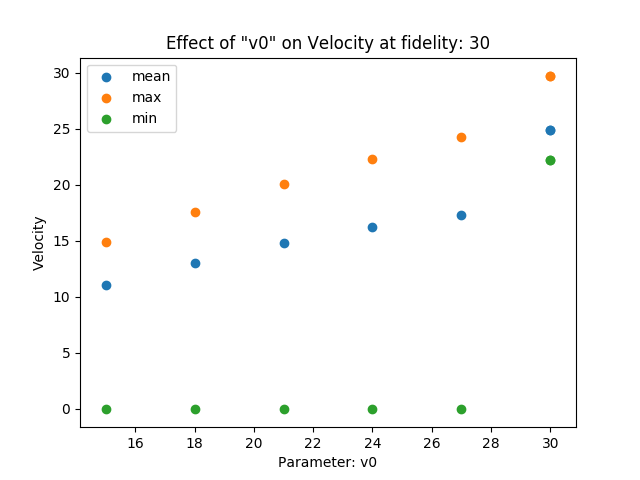 Effect of "v0" on Velocity at fidelity: 30
mean
max
min
Velocity
30
25
20
15
10
5
0
16 18 20 22 24 26 28 30
Parameter: v0